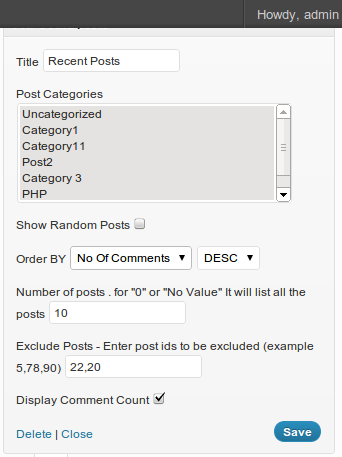 Howdy, admin
Title Recent Posts
Post Categories
Uncategorized
Category1
Category11
Post2
Category 3
PHP
Show Random Posts
Order BY No Of Comments DESC
Number of posts . for "0" or "No Value" It will list all the
posts 10
Exclude Posts - Enter post ids to be excluded (example
5,78,90) 22,20
Display Comment Count
Delete | Close Save